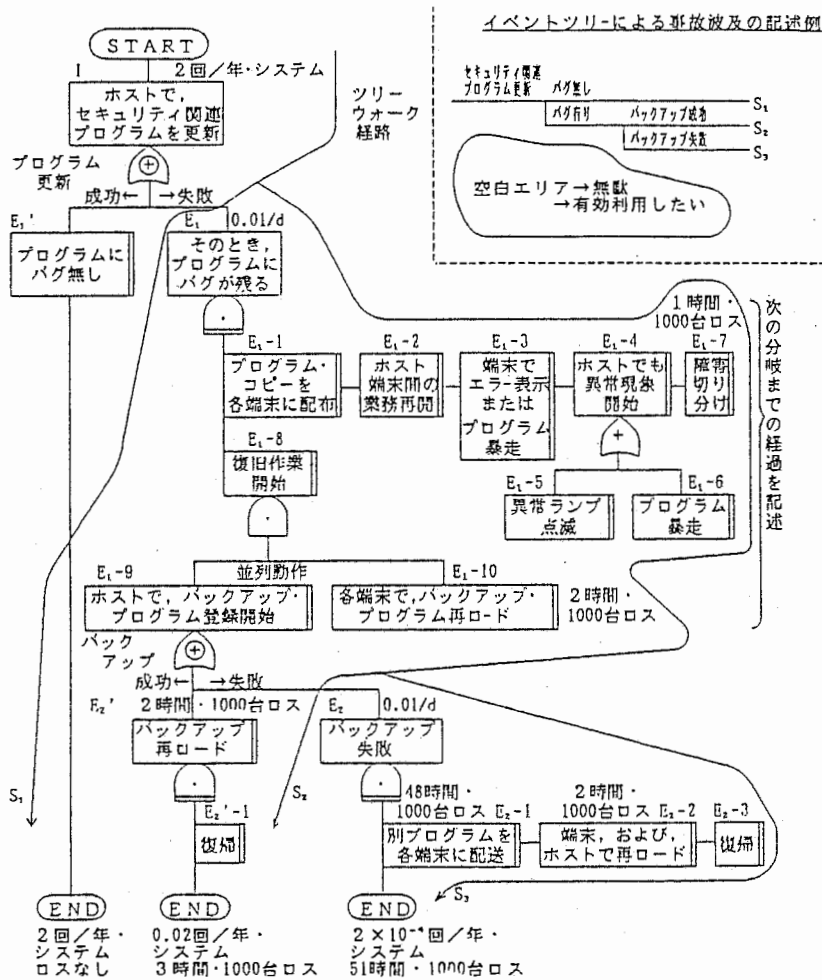 イベントツリーによる事故波及の記述例
セキュリティ関連
プログラム更新
バグ無し
S₁
バグ有り
バックアップ成功
S₂
バックアップ失敗
S₃
空白エリア→無駄
→有効利用したい
START
I
2回/年・システム
ホストで,
セキュリティ関連
プログラムを更新
ツリー
ウォーク
経路
プログラム
更新
成功←
→失敗
E₁'
プログラムに
バグ無し
E₁
0.01/d
そのとき,
プログラムに
バグが残る
1時間・
1000台ロス
E₁-1
プログラム・
コピーを
各端末に配布
E₁-2
ホスト
端末間の
業務再開
E₁-3
端末で
エラー表示
または
プログラム
暴走
E₁-4
ホストでも
異常現象
開始
E₁-7
障害
切り
分け
次の分岐までの経過を記述
E₁-5
異常ランプ
点滅
E₁-6
プログラム
暴走
E₁-8
復旧作業
開始
並列動作
E₁-9
ホストで,バックアップ・
プログラム登録開始
E₁-10
各端末で,バックアップ・
プログラム再ロード
2時間・
1000台ロス
バック
アップ
成功←
→失敗
E₂'
2時間・1000台ロス
バックアップ
再ロード
E₂
0.01/d
バックアップ
失敗
E₂'-1
復帰
48時間・
1000台ロス
E₂-1
別プログラムを
各端末に配送
2時間・
1000台ロス
E₂-2
端末,および,
ホストで再ロード
E₂-3
復帰
S₁
S₂
S₃
END
2回/年・
システム
ロスなし
END
0.02回/年・
システム
3時間・1000台ロス
END
2×10⁻⁴回/年・
システム
51時間・1000台ロス